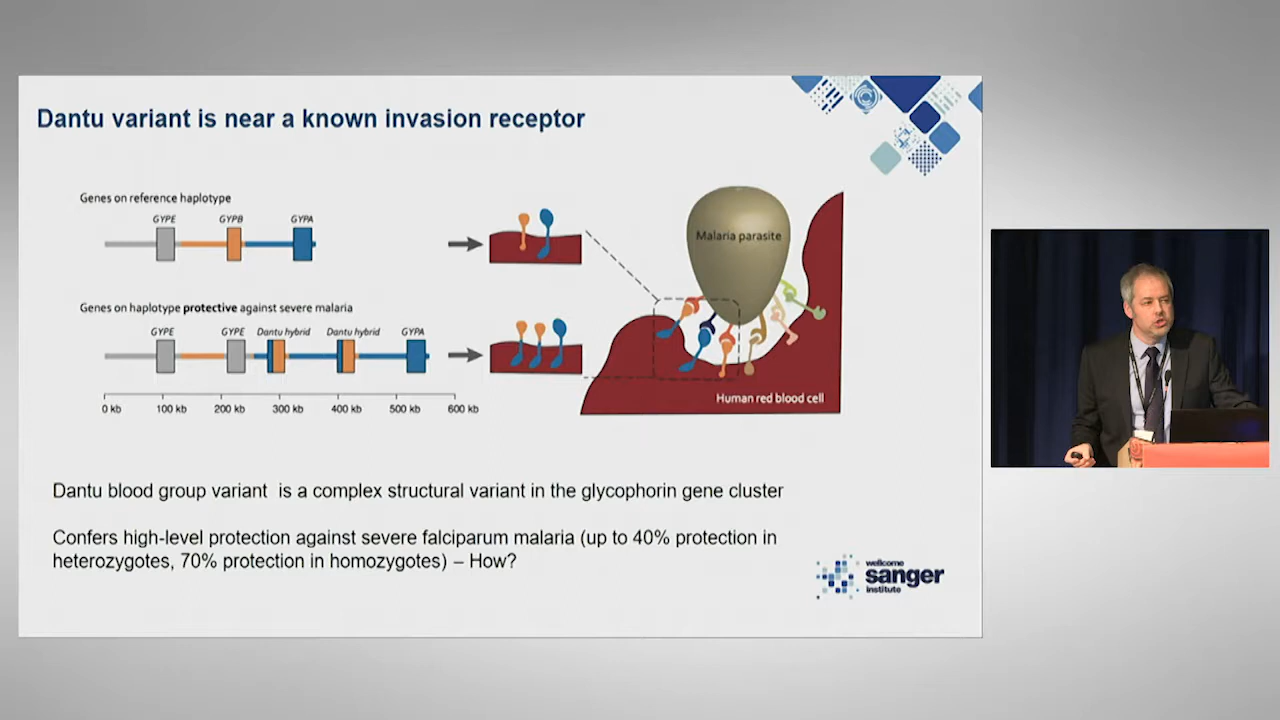 Dantu variant is near a known invasion receptor
Genes on reference haplotype
GYPE GYPB GYPA
Malaria parasite
Genes on haplotype protective against severe malaria
GYPE GYPE Dantu hybrid Dantu hybrid GYPA
Human red blood cell
0 kb 100 kb 200 kb 300 kb 400 kb 500 kb 600 kb
Dantu blood group variant is a complex structural variant in the glycophorin gene cluster
Confers high-level protection against severe falciparum malaria (up to 40% protection in
heterozygotes, 70% protection in homozygotes) – How?
wellcome
sanger
institute